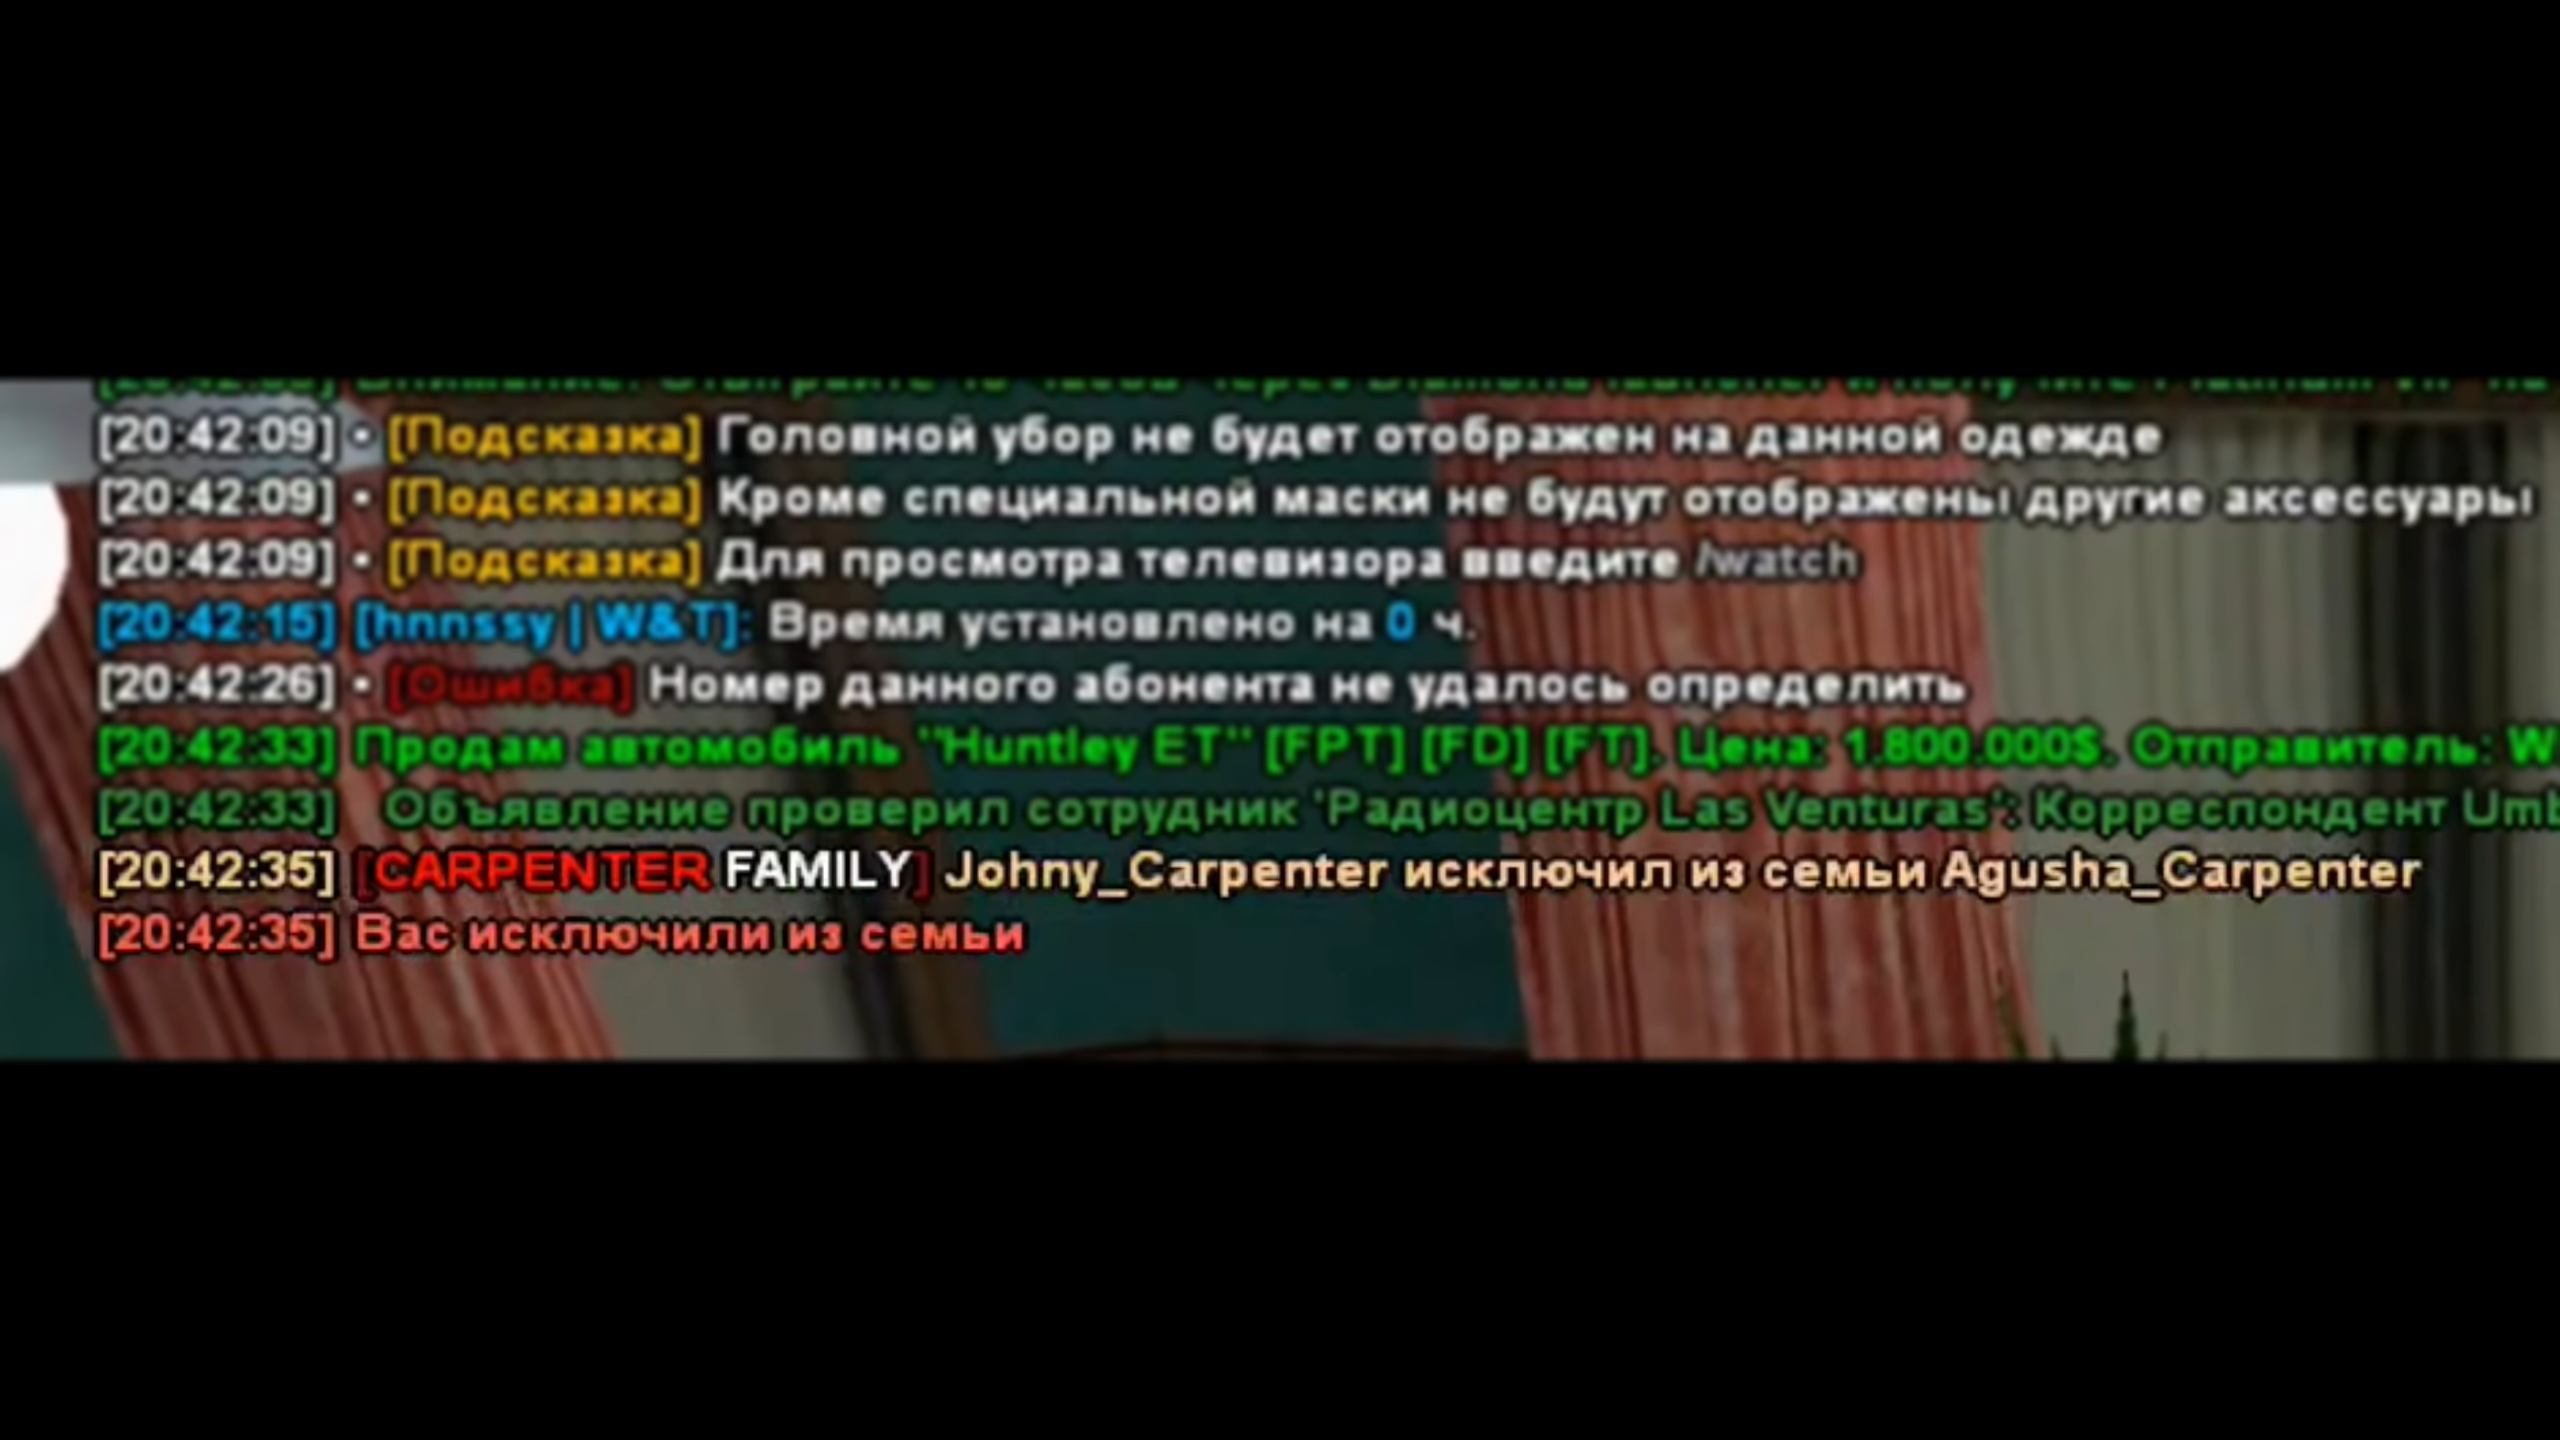 [20:42:09] • [Подсказка] Головной убор не будет отображен на данной одежде
[20:42:09] • [Подсказка] Кроме специальной маски не будут отображены другие аксессуары
[20:42:09] • [Подсказка] Для просмотра телевизора введите /watch
[20:42:15] [hnnssy | W&T]: Время установлено на 0 ч.
[20:42:26] • [Ошибка] Номер данного абонента не удалось определить
[20:42:33] Продам автомобиль "Huntley ET" [FPT] [FD] [FT]. Цена: 1.800.000$. Отправитель:
[20:42:33] Объявление проверил сотрудник 'Радиоцентр Las Venturas': Корреспондент
[20:42:35] [CARPENTER FAMILY] Johny_Carpenter исключил из семьи Agusha_Carpenter
[20:42:35] Вас исключили из семьи